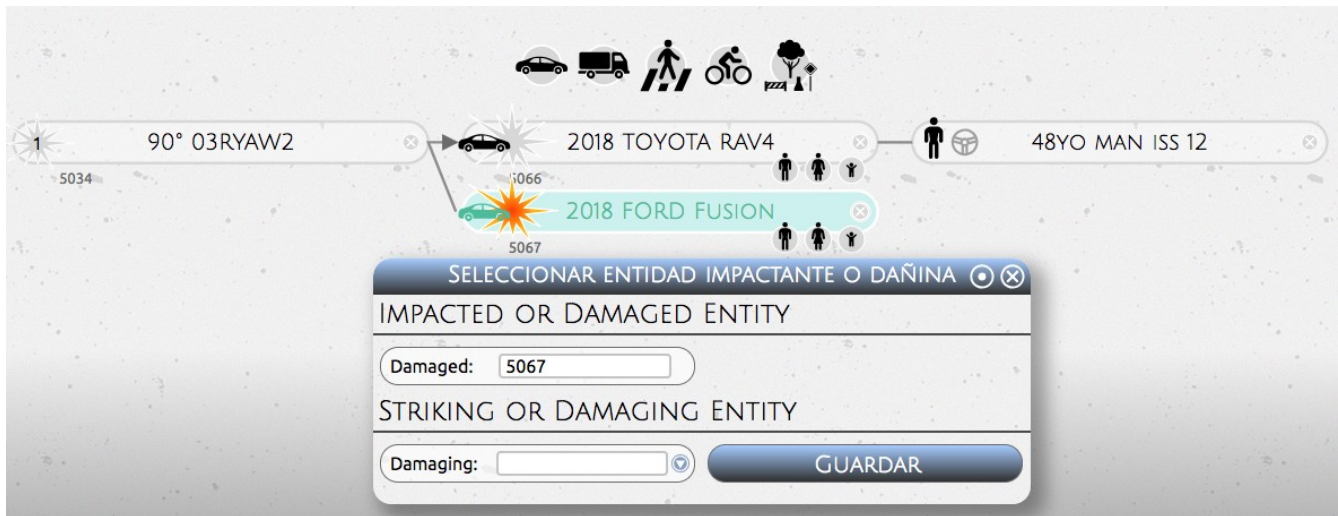 1 90° 03RYAW2
2018 TOYOTA RAV4
48YO MAN ISS 12
5034
5066
2018 FORD FUSION
5067
SELECCIONAR ENTIDAD IMPACTANTE O DAÑINA
IMPACTED OR DAMAGED ENTITY
Damaged: 5067
STRIKING OR DAMAGING ENTITY
Damaging:
GUARDAR